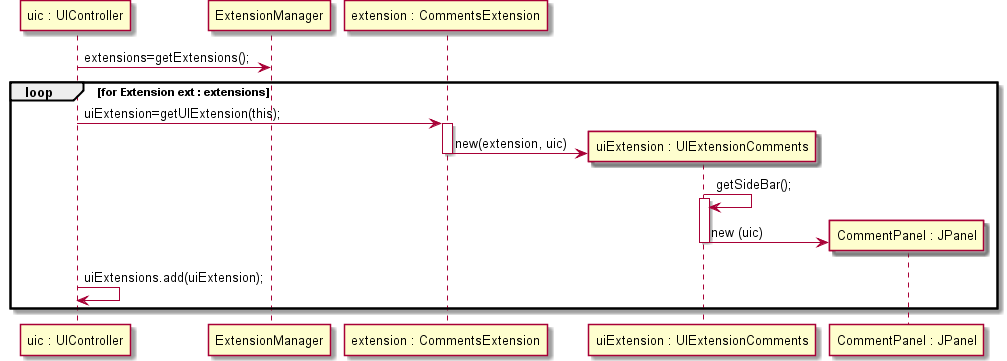 uic : UIController
ExtensionManager
extension : CommentsExtension
extensions=getExtensions();
loop
[for Extension ext : extensions]
uiExtension=getUIExtension(this);
new(extension, uic)
uiExtension : UIExtensionComments
getSideBar();
new (uic)
CommentPanel : JPanel
uiExtensions.add(uiExtension);
uic : UIController
ExtensionManager
extension : CommentsExtension
uiExtension : UIExtensionComments
CommentPanel : JPanel